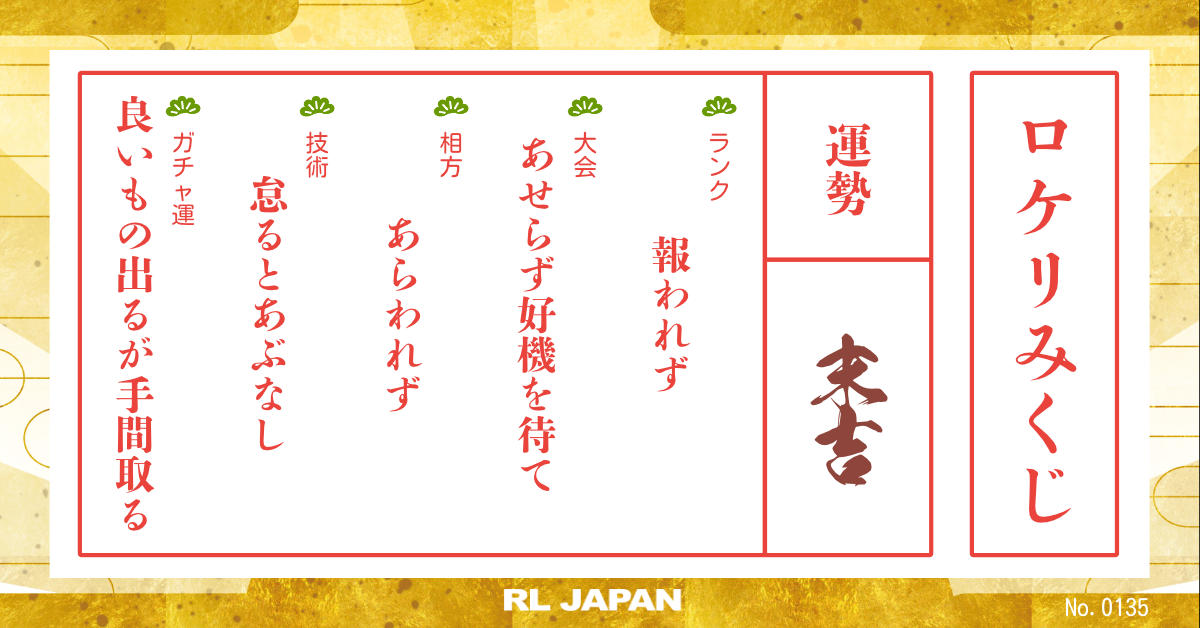 ロケリみくじ
運勢
末吉
ランク
報われず
大会
あせらず好機を待て
相方
あらわれず
技術
怠るとあぶなし
ガチャ運
良いもの出るが手間取る
RL JAPAN
No. 0135